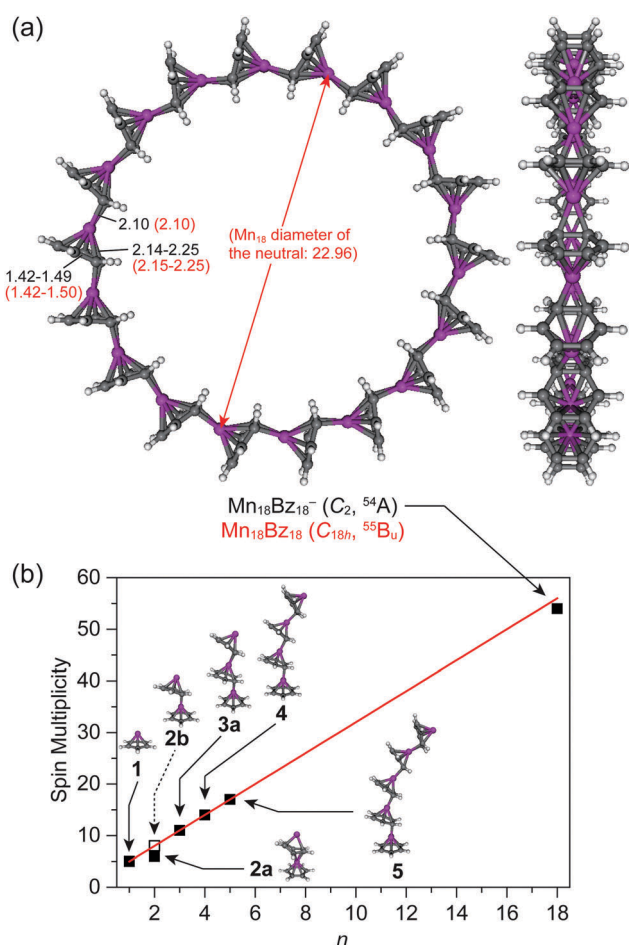 (a)
2.10 (2.10)
(Mn₁₈ diameter of
the neutral: 22.96)
2.14-2.25
(2.15-2.25)
1.42-1.49
(1.42-1.50)
Mn₁₈Bz₁₈⁻ (C₂, ⁵⁴A)
Mn₁₈Bz₁₈ (C₁₈ₕ, ⁵⁵Bᵤ)
(b)
Spin Multiplicity
60
50
40
30
20
10
0
1
2b
3a
4
2a
5
2 4 6 8 10 12 14 16 18
n